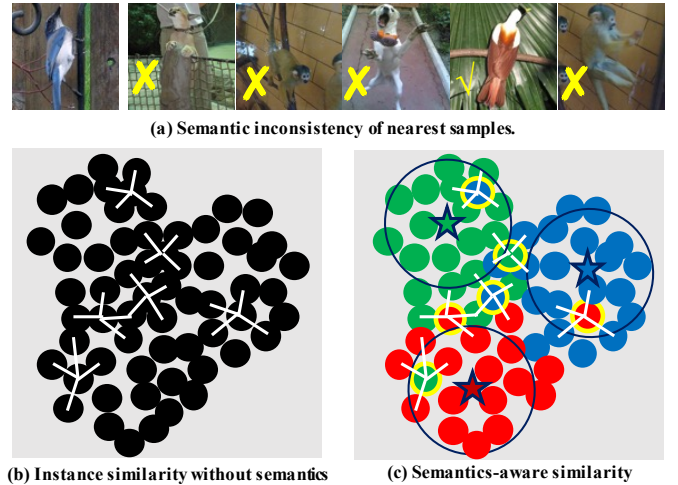 (a) Semantic inconsistency of nearest samples.
(b) Instance similarity without semantics
(c) Semantics-aware similarity